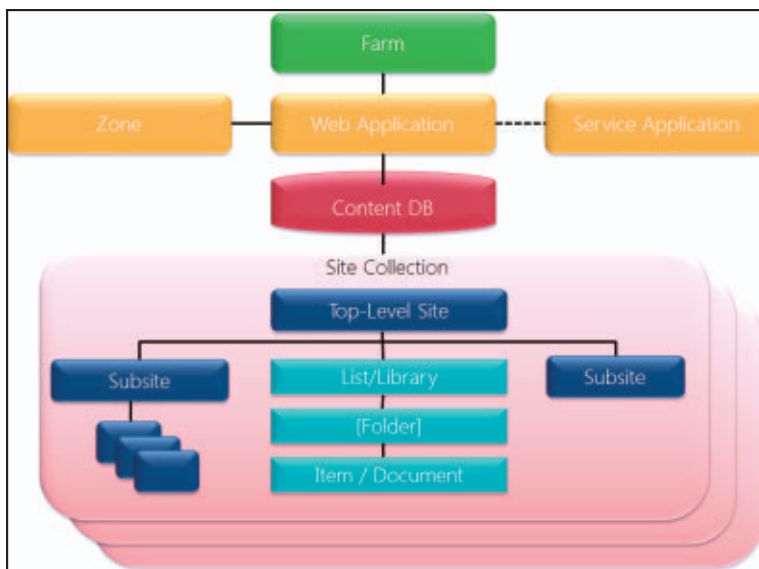 Farm
Zone
Web Application
Service Application
Content DB
Site Collection
Top-Level Site
Subsite
List/Library
Subsite
[Folder]
Item / Document